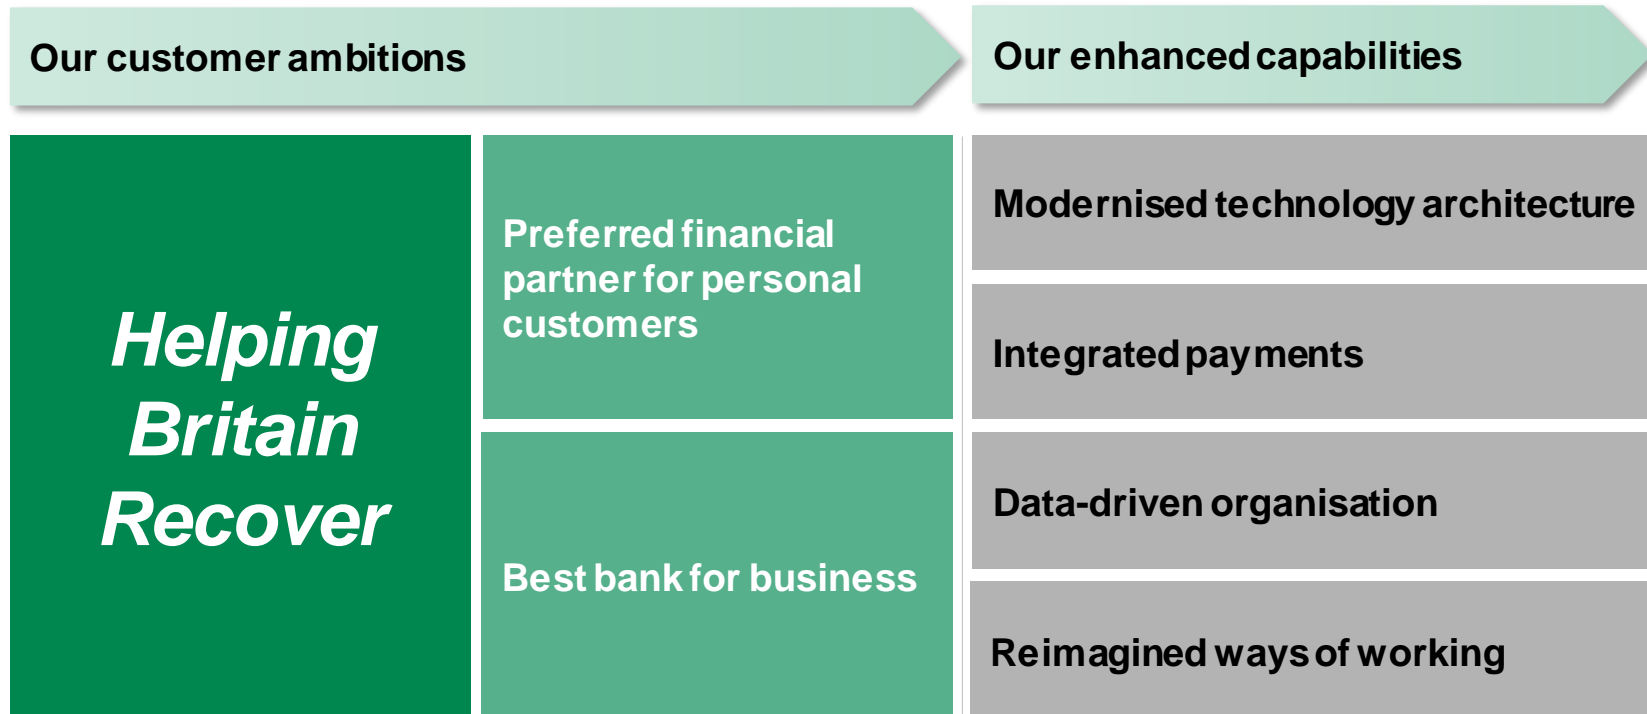 Our customer ambitions
Our enhanced capabilities
Helping
Britain
Recover
Preferred financial
partner for personal
customers
Best bank for business
Modernised technology architecture
Integrated payments
Data-driven organisation
Reimagined ways of working